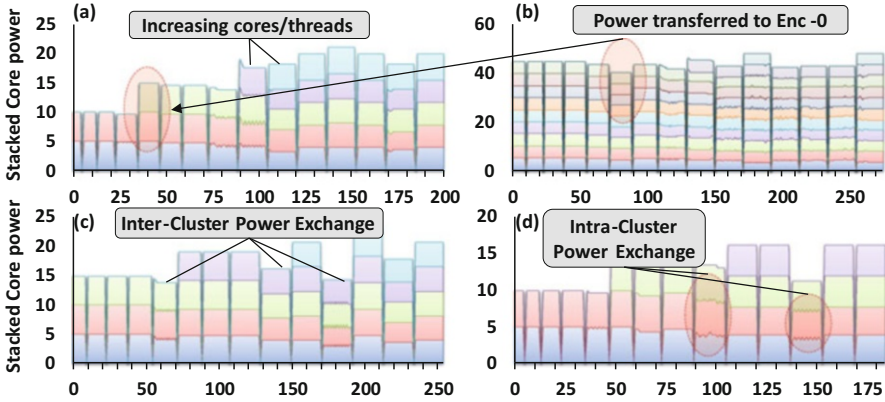 (a)
Increasing cores/threads
Stacked Core power
25
20
15
10
5
0
0 25 50 75 100 125 150 175 200
(b)
Power transferred to Enc -0
60
40
20
0
0 50 100 150 200 250
(c)
Inter-Cluster Power Exchange
Stacked Core power
25
20
15
10
5
0
0 50 100 150 200 250
(d)
Intra-Cluster
Power Exchange
20
15
10
5
0
0 25 50 75 100 125 150 175